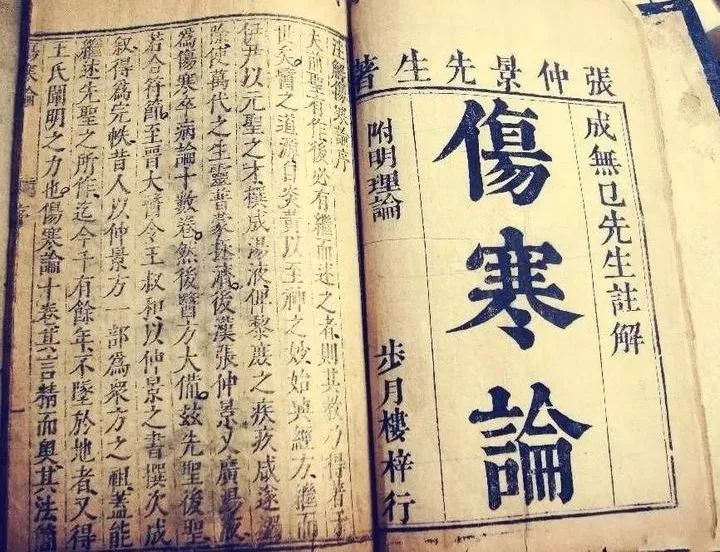 張仲景先生著
成無已先生註解
傷寒論
附明理論
步月樓梓行
注解傷寒論序
夫前聖有作後必有繼而述之者則其教乃得著于
世矣。醫之道源自炎黃以至神之妙始興經方繼而
伊尹以元聖之才撰成湯液俾黎庶之疾疢咸遂蠲
除使萬代之生靈普蒙拯濟後漢張仲景又廣湯液
為傷寒卒病論十數卷。然後醫方大備。茲先聖後聖
若合符節。至晉大醫令王叔和以仲景之書撰次成
叙得為完帙昔人以仲景方一部為眾方之祖蓋能
繼述先聖之所作迄今千有餘年不墜於地者又得
王氏闡明之力也。傷寒論十卷其言精而奧其法簡
傷寒論